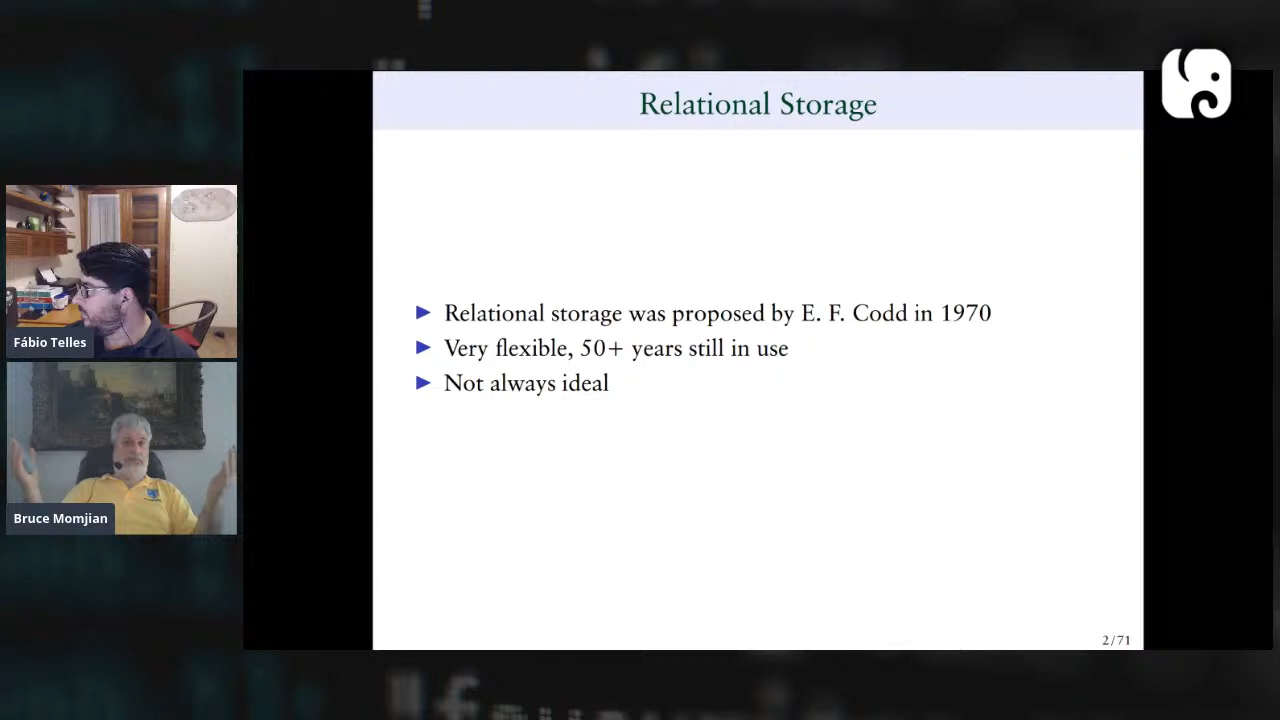 Relational Storage
Relational storage was proposed by E. F. Codd in 1970
Very flexible, 50+ years still in use
Not always ideal
2/71
Fábio Telles
Bruce Momjian